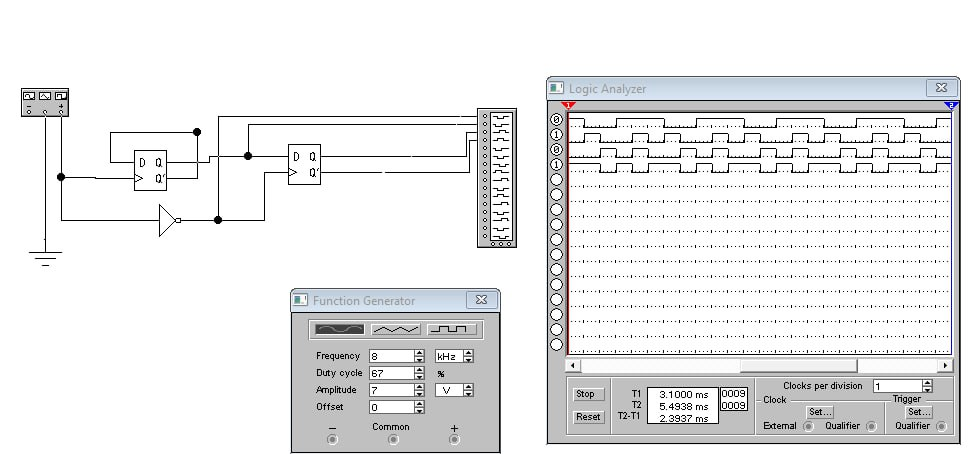 − +
D Q
Q'
D Q
Q'
Function Generator
Frequency 8 kHz
Duty cycle 67 %
Amplitude 7 V
Offset 0
− Common +
Logic Analyzer
1 2
0
1
0
1
Stop
Reset
T1 3.1000 ms 0009
T2 5.4938 ms 0009
T2-T1 2.3937 ms
Clocks per division 1
Clock Trigger
Set... Set...
External Qualifier Qualifier